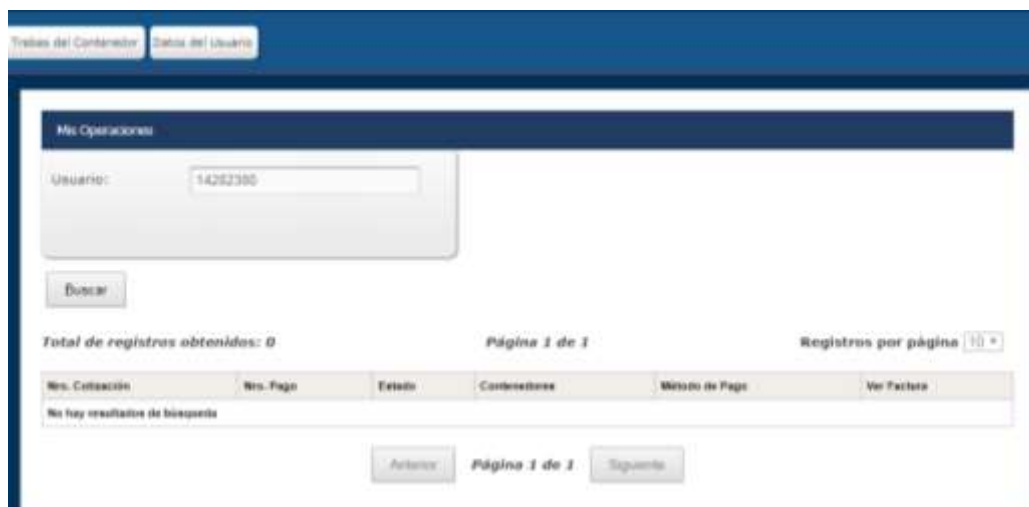 Trabas del Contenedor Datos del Usuario
Mis Operaciones
Usuario: 14282380
Buscar
Total de registros obtenidos: 0 Página 1 de 1 Registros por página 10
Nro. Cotización Nro. Pago Estado Contenedores Método de Pago Ver Factura
No hay resultados de búsqueda
Anterior Página 1 de 1 Siguiente